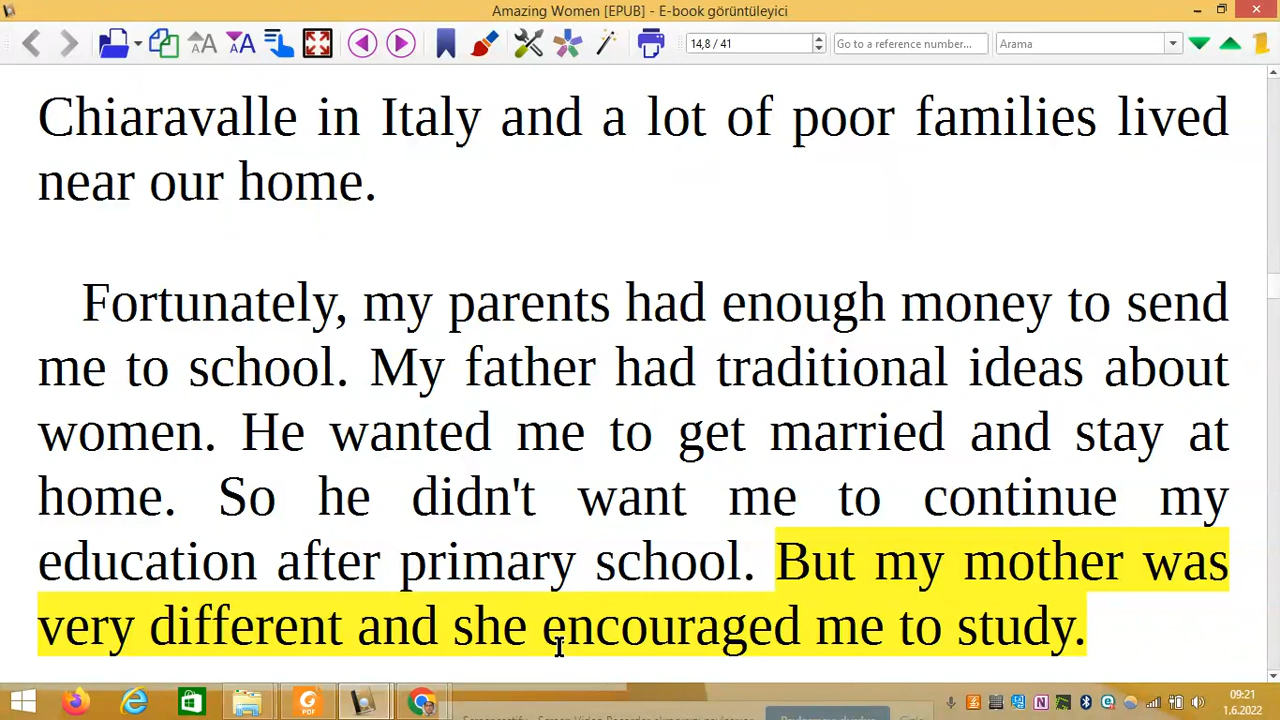 Amazing Women [EPUB] - E-book görüntüleyici
14,8 / 41
Go to a reference number...
Arama
Chiaravalle in Italy and a lot of poor families lived
near our home.
Fortunately, my parents had enough money to send
me to school. My father had traditional ideas about
women. He wanted me to get married and stay at
home. So he didn't want me to continue my
education after primary school. But my mother was
very different and she encouraged me to study.
PDF
09:21
1.6.2022